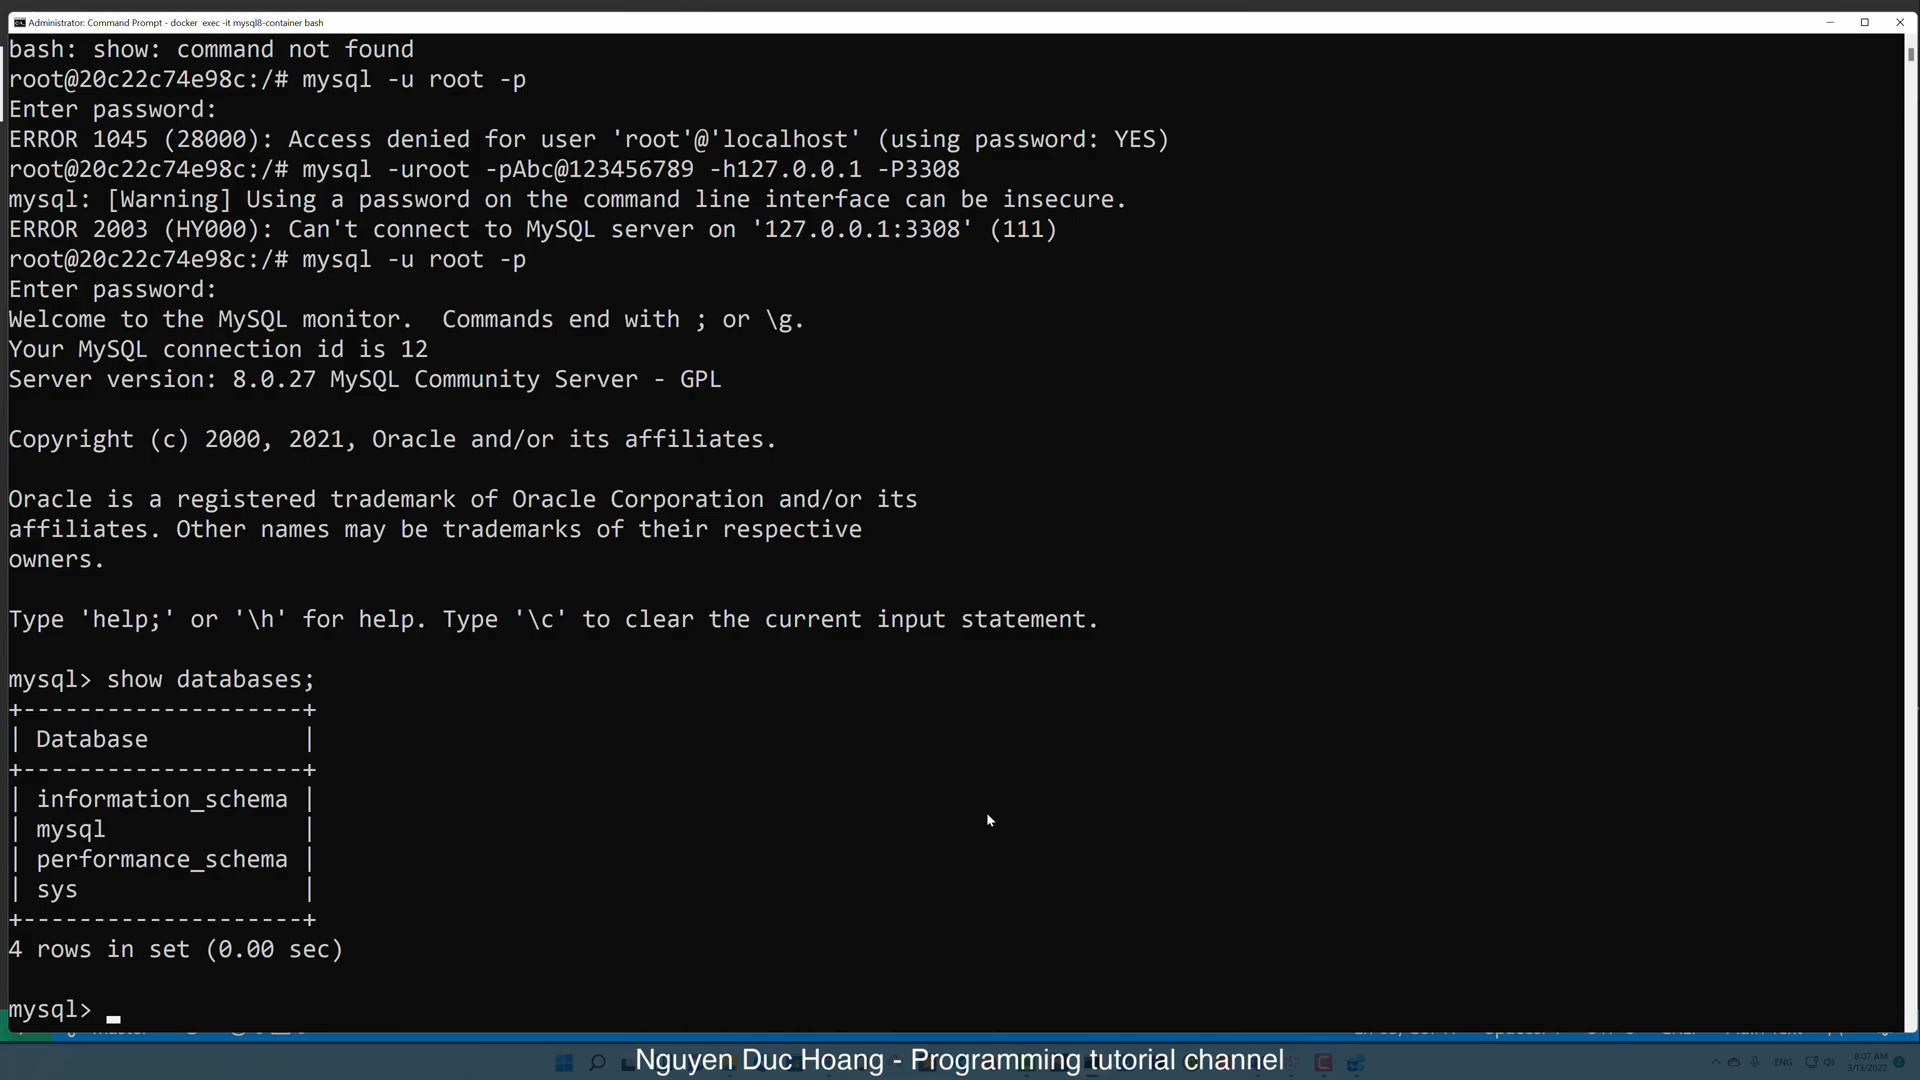 Administrator: Command Prompt - docker exec -it mysql8-container bash
bash: show: command not found
root@20c22c74e98c:/# mysql -u root -p
Enter password:
ERROR 1045 (28000): Access denied for user 'root'@'localhost' (using password: YES)
root@20c22c74e98c:/# mysql -uroot -pAbc@123456789 -h127.0.0.1 -P3308
mysql: [Warning] Using a password on the command line interface can be insecure.
ERROR 2003 (HY000): Can't connect to MySQL server on '127.0.0.1:3308' (111)
root@20c22c74e98c:/# mysql -u root -p
Enter password:
Welcome to the MySQL monitor.  Commands end with ; or \g.
Your MySQL connection id is 12
Server version: 8.0.27 MySQL Community Server - GPL
Copyright (c) 2000, 2021, Oracle and/or its affiliates.
Oracle is a registered trademark of Oracle Corporation and/or its
affiliates. Other names may be trademarks of their respective
owners.
Type 'help;' or '\h' for help. Type '\c' to clear the current input statement.
mysql> show databases;
+--------------------+
| Database           |
+--------------------+
| information_schema |
| mysql              |
| performance_schema |
| sys                |
+--------------------+
4 rows in set (0.00 sec)
mysql>
Nguyen Duc Hoang - Programming tutorial channel
ENG
8:07 AM
3/13/2022